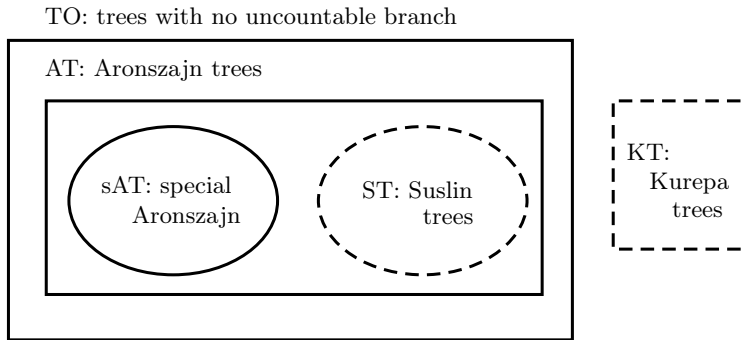 TO: trees with no uncountable branch
AT: Aronszajn trees
sAT: special
Aronszajn
ST: Suslin
trees
KT:
Kurepa
trees